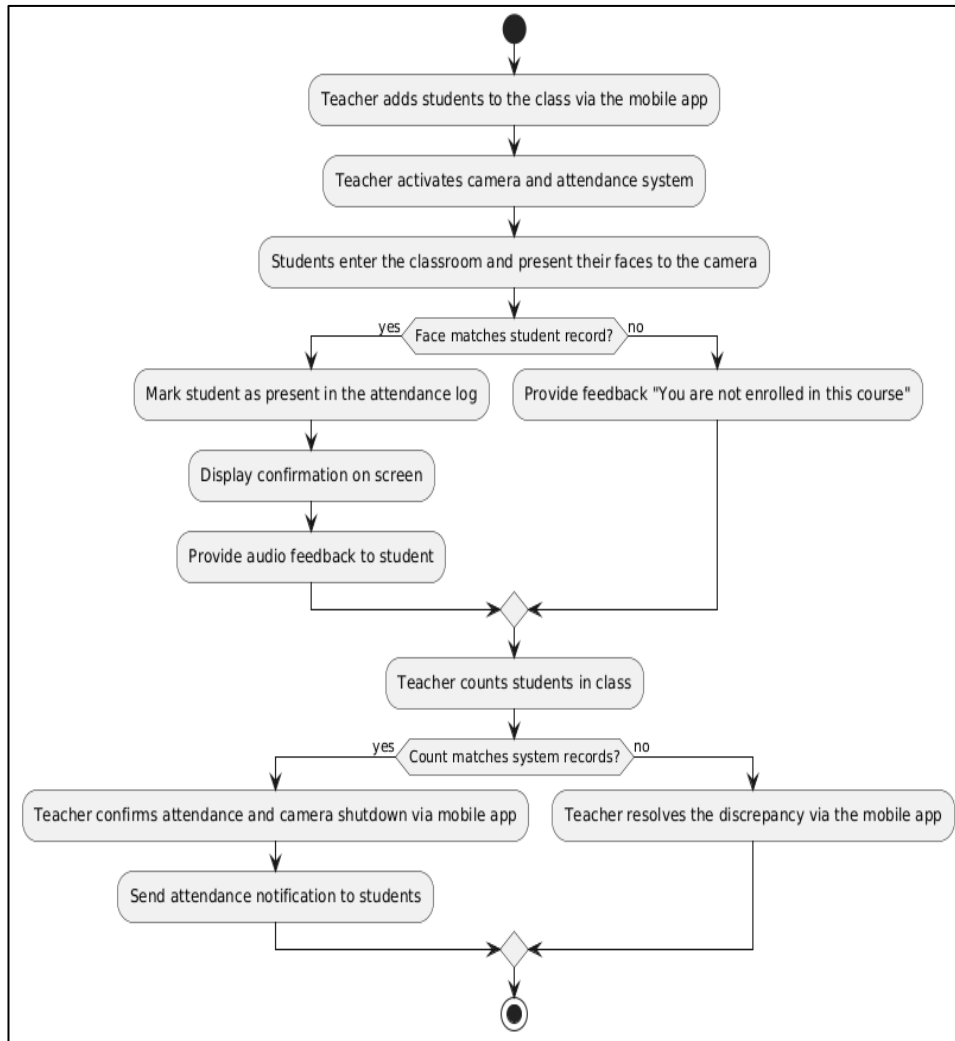 Teacher adds students to the class via the mobile app
Teacher activates camera and attendance system
Students enter the classroom and present their faces to the camera
yes
Face matches student record?
no
Mark student as present in the attendance log
Provide feedback "You are not enrolled in this course"
Display confirmation on screen
Provide audio feedback to student
Teacher counts students in class
yes
Count matches system records?
no
Teacher confirms attendance and camera shutdown via mobile app
Teacher resolves the discrepancy via the mobile app
Send attendance notification to students